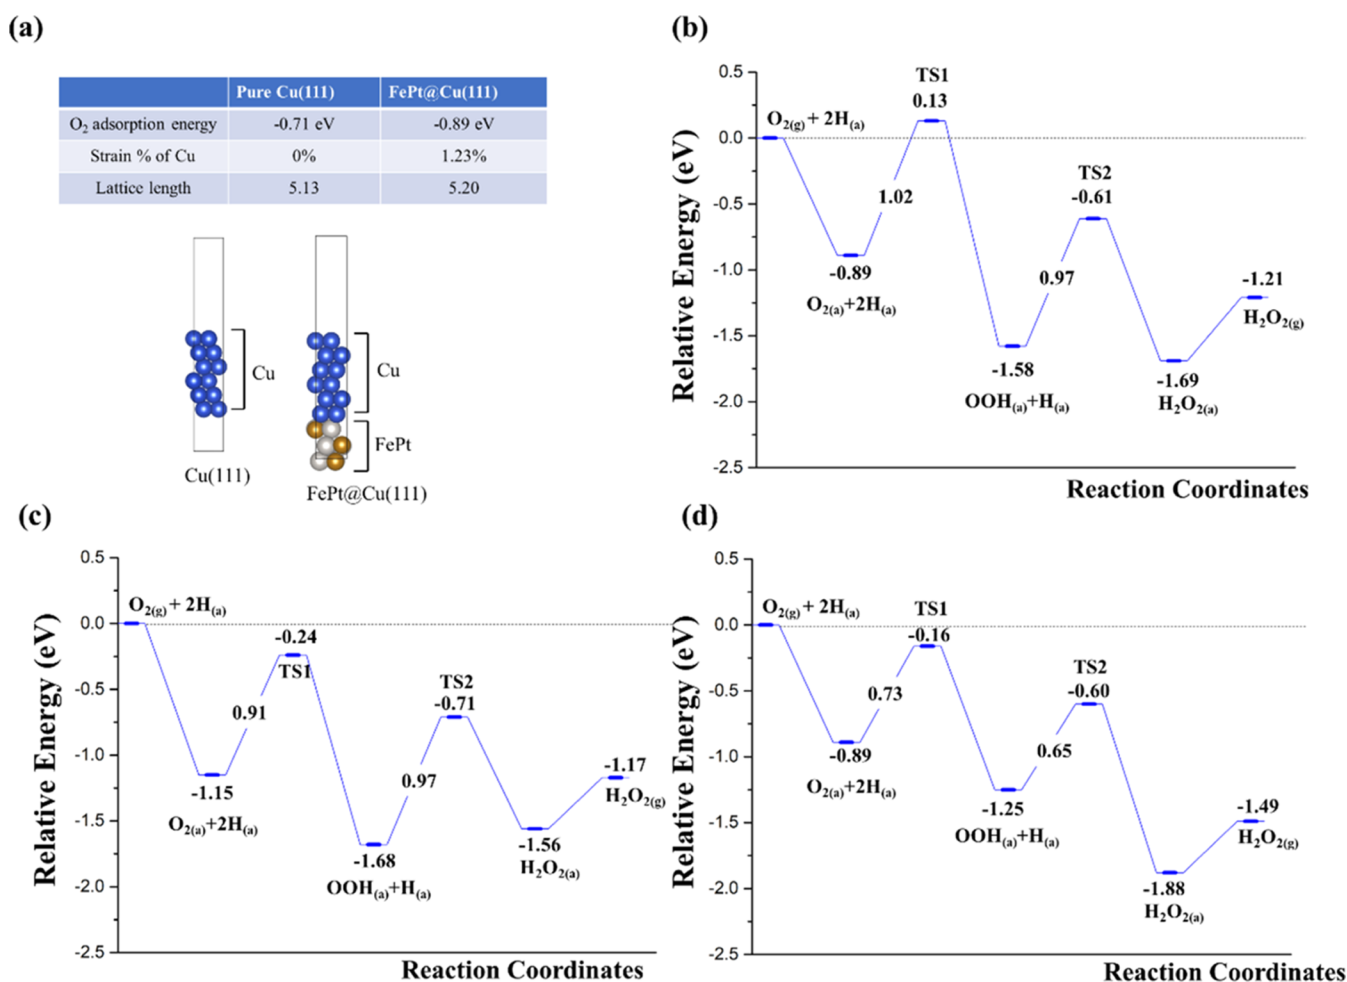 (a)
Pure Cu(111) FePt@Cu(111)
O2 adsorption energy -0.71 eV -0.89 eV
Strain % of Cu 0% 1.23%
Lattice length 5.13 5.20
Cu
Cu(111)
Cu
FePt
FePt@Cu(111)
(b)
Relative Energy (eV)
0.5
0.0
-0.5
-1.0
-1.5
-2.0
-2.5
O2(g) + 2H(a)
-0.89
O2(a)+2H(a)
1.02
TS1
0.13
-1.58
OOH(a)+H(a)
0.97
TS2
-0.61
-1.69
H2O2(a)
-1.21
H2O2(g)
Reaction Coordinates
(c)
Relative Energy (eV)
0.5
0.0
-0.5
-1.0
-1.5
-2.0
-2.5
O2(g) + 2H(a)
-1.15
O2(a)+2H(a)
0.91
-0.24
TS1
-1.68
OOH(a)+H(a)
0.97
TS2
-0.71
-1.56
H2O2(a)
-1.17
H2O2(g)
Reaction Coordinates
(d)
Relative Energy (eV)
0.5
0.0
-0.5
-1.0
-1.5
-2.0
-2.5
O2(g) + 2H(a)
-0.89
O2(a)+2H(a)
0.73
TS1
-0.16
-1.25
OOH(a)+H(a)
0.65
TS2
-0.60
-1.88
H2O2(a)
-1.49
H2O2(g)
Reaction Coordinates